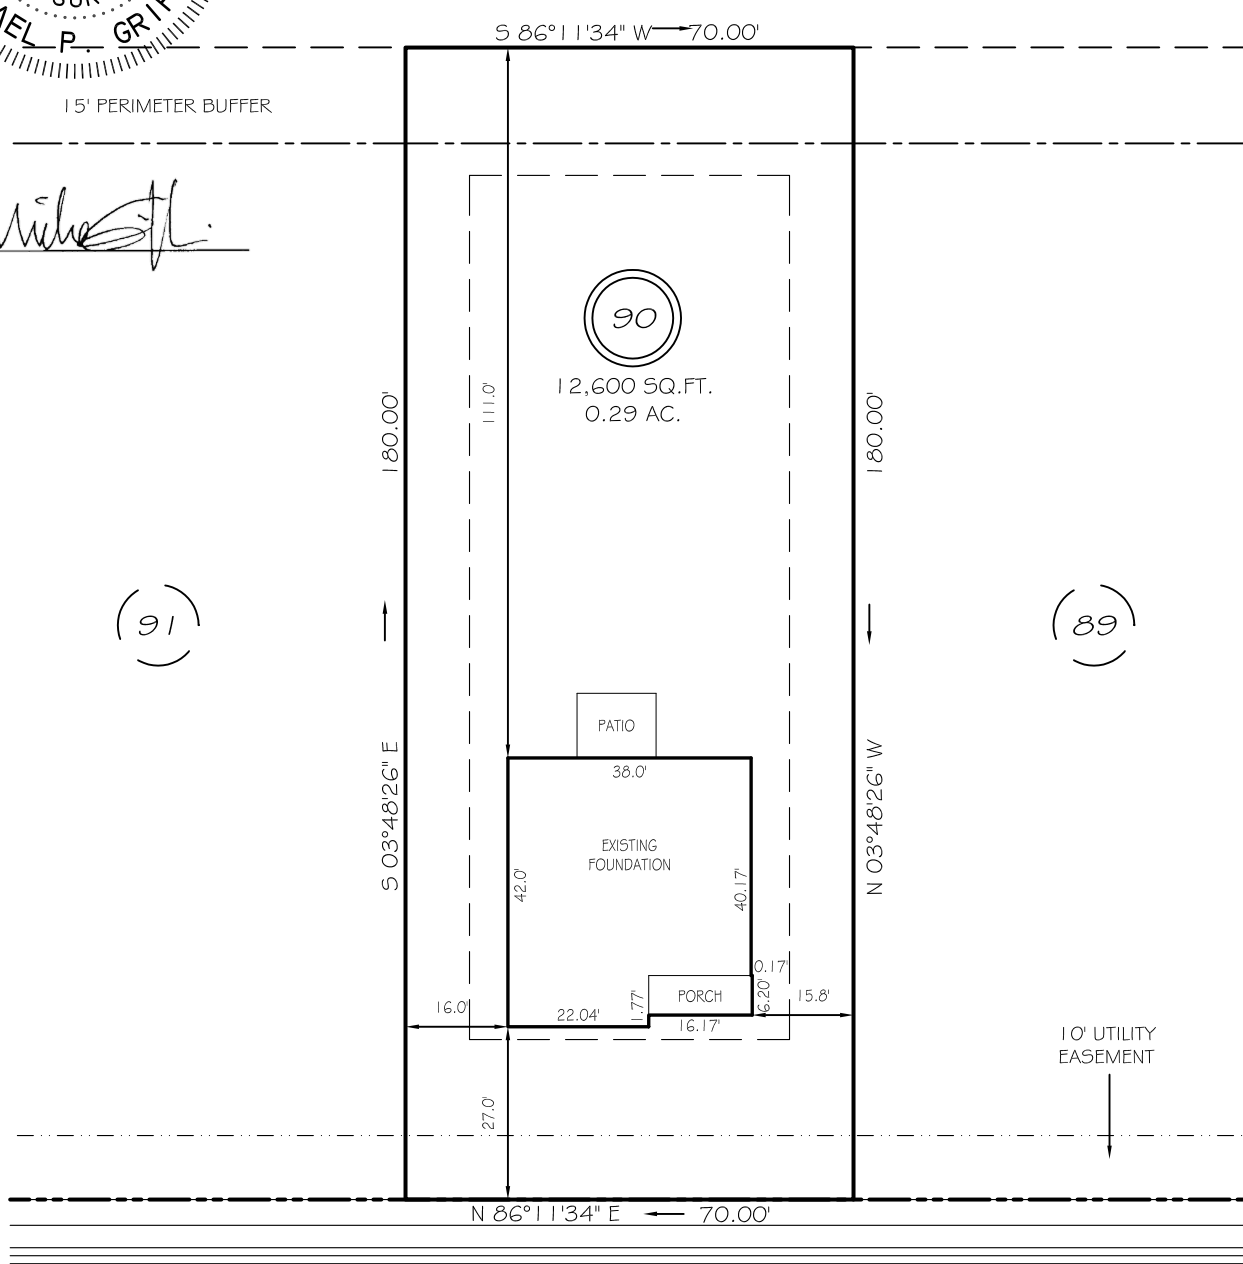 S 86°11'34" W 70.00'
EL P. GRIF
15' PERIMETER BUFFER
90
12,600 SQ.FT.
0.29 AC.
111.0'
180.00'
180.00'
91
89
S 03°48'26" E
N 03°48'26" W
PATIO
38.0'
EXISTING
FOUNDATION
42.0'
40.17'
0.17'
PORCH
6.20'
15.8'
16.0'
22.04'
1.77'
16.17'
10' UTILITY
EASEMENT
27.0'
N 86°11'34" E 70.00'